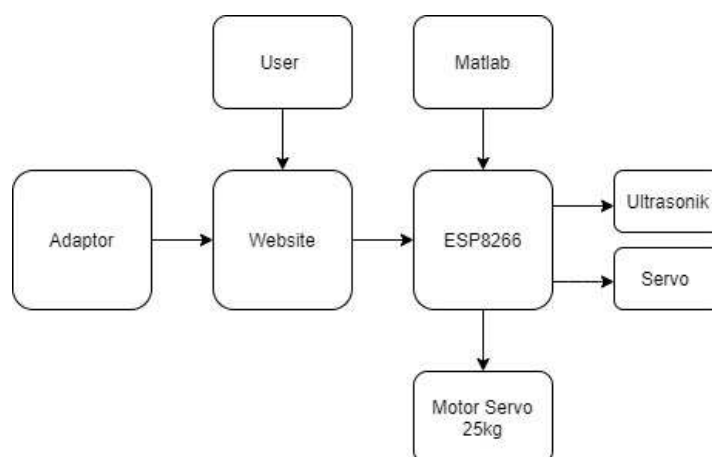 User
Matlab
Adaptor
Website
ESP8266
Ultrasonik
Servo
Motor Servo
25kg